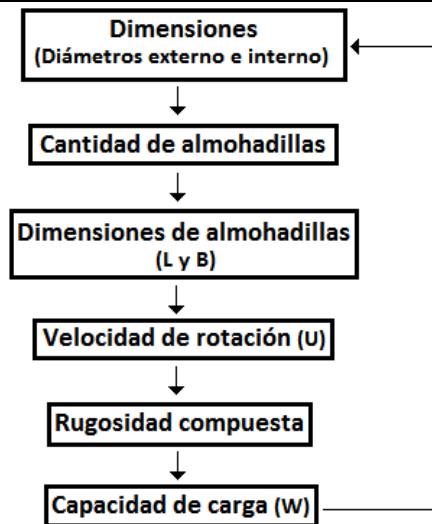 Dimensiones
(Diámetros externo e interno)
Cantidad de almohadillas
Dimensiones de almohadillas
(L y B)
Velocidad de rotación (U)
Rugosidad compuesta
Capacidad de carga (W)